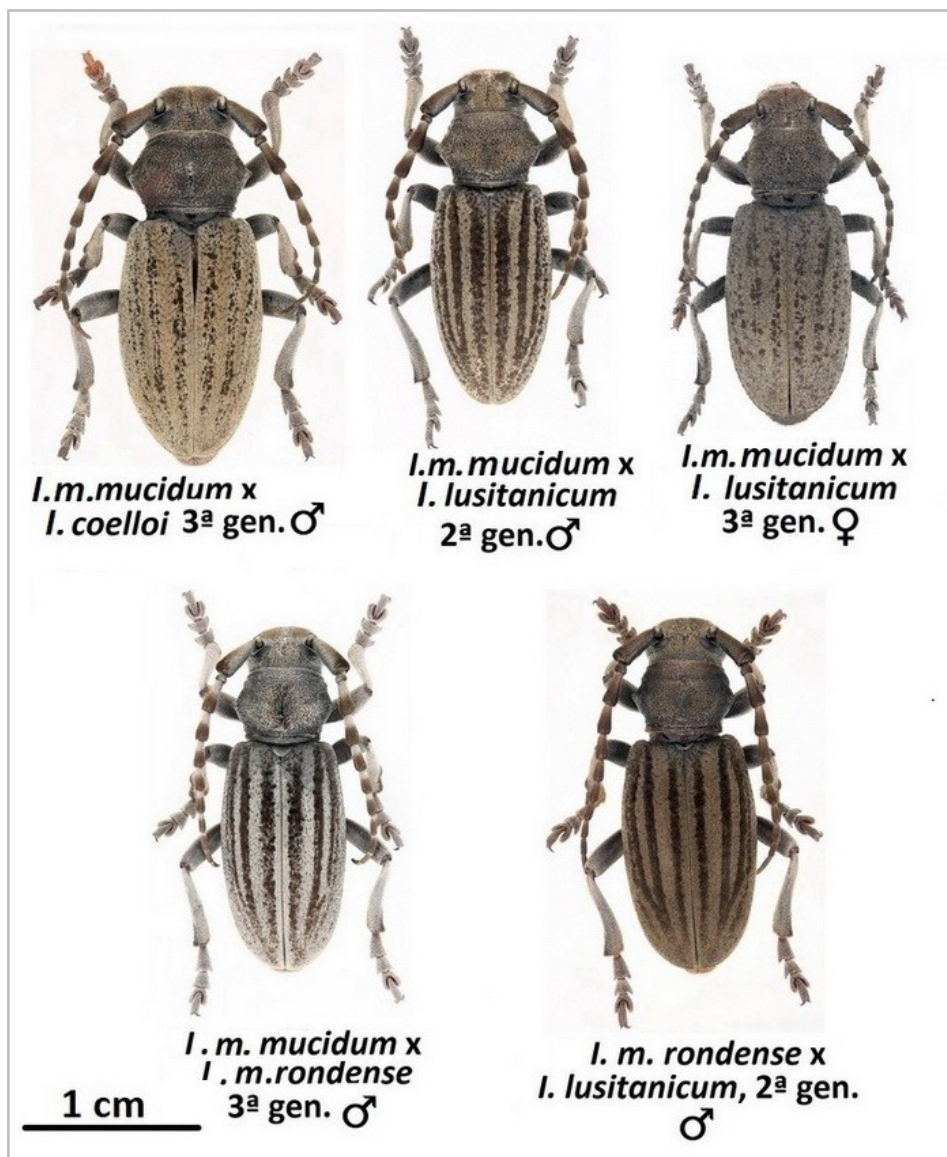 I.m.mucidum x
I. coelloi 3ª gen.♂
I.m. mucidum x
I. lusitanicum
2ª gen.♂
I.m. mucidum x
I. lusitanicum
3ª gen.♀
I. m. mucidum x
I. m.rondense
3ª gen. ♂
I. m. rondense x
I. lusitanicum, 2ª gen.
♂
1 cm